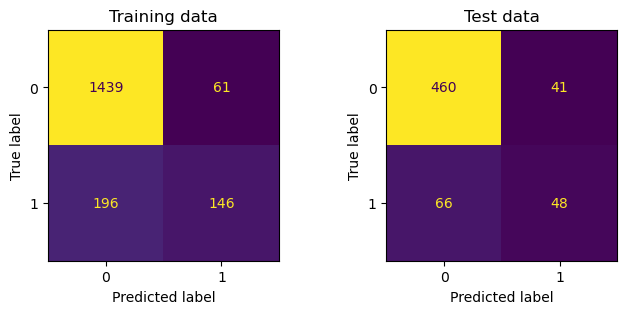 Training data
True label
0
1439
61
1
196
146
0
1
Predicted label
Test data
True label
0
460
41
1
66
48
0
1
Predicted label